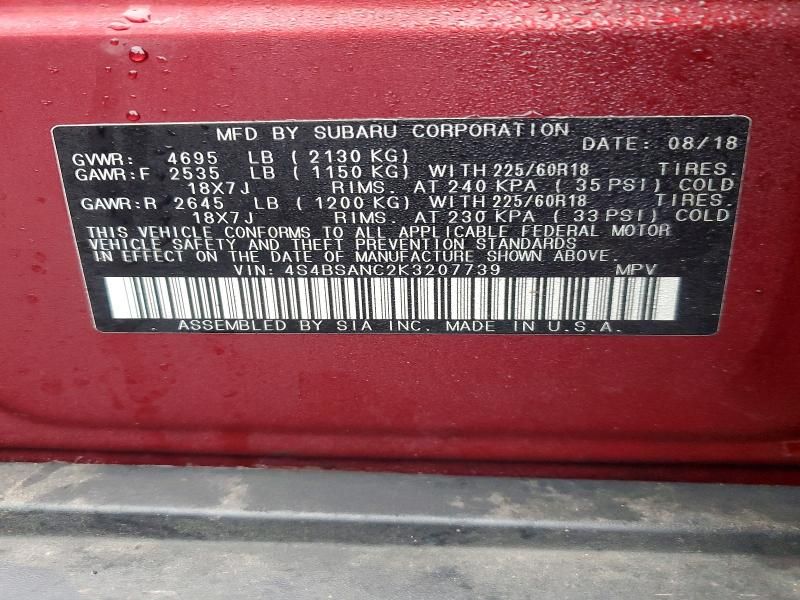 MFD BY SUBARU CORPORATION DATE: 08/18
GVWR: 4695 LB ( 2130 KG)
GAWR:F 2535 LB ( 1150 KG) WITH 225/60R18 TIRES.
18X7J RIMS. AT 240 KPA ( 35 PSI) COLD
GAWR:R 2645 LB ( 1200 KG) WITH 225/60R18 TIRES.
18X7J RIMS. AT 230 KPA ( 33 PSI) COLD
THIS VEHICLE CONFORMS TO ALL APPLICABLE FEDERAL MOTOR
VEHICLE SAFETY AND THEFT PREVENTION STANDARDS
IN EFFECT ON THE DATE OF MANUFACTURE SHOWN ABOVE.
VIN: 4S4BSANC2K3207739 MPV
ASSEMBLED BY SIA INC. MADE IN U.S.A.